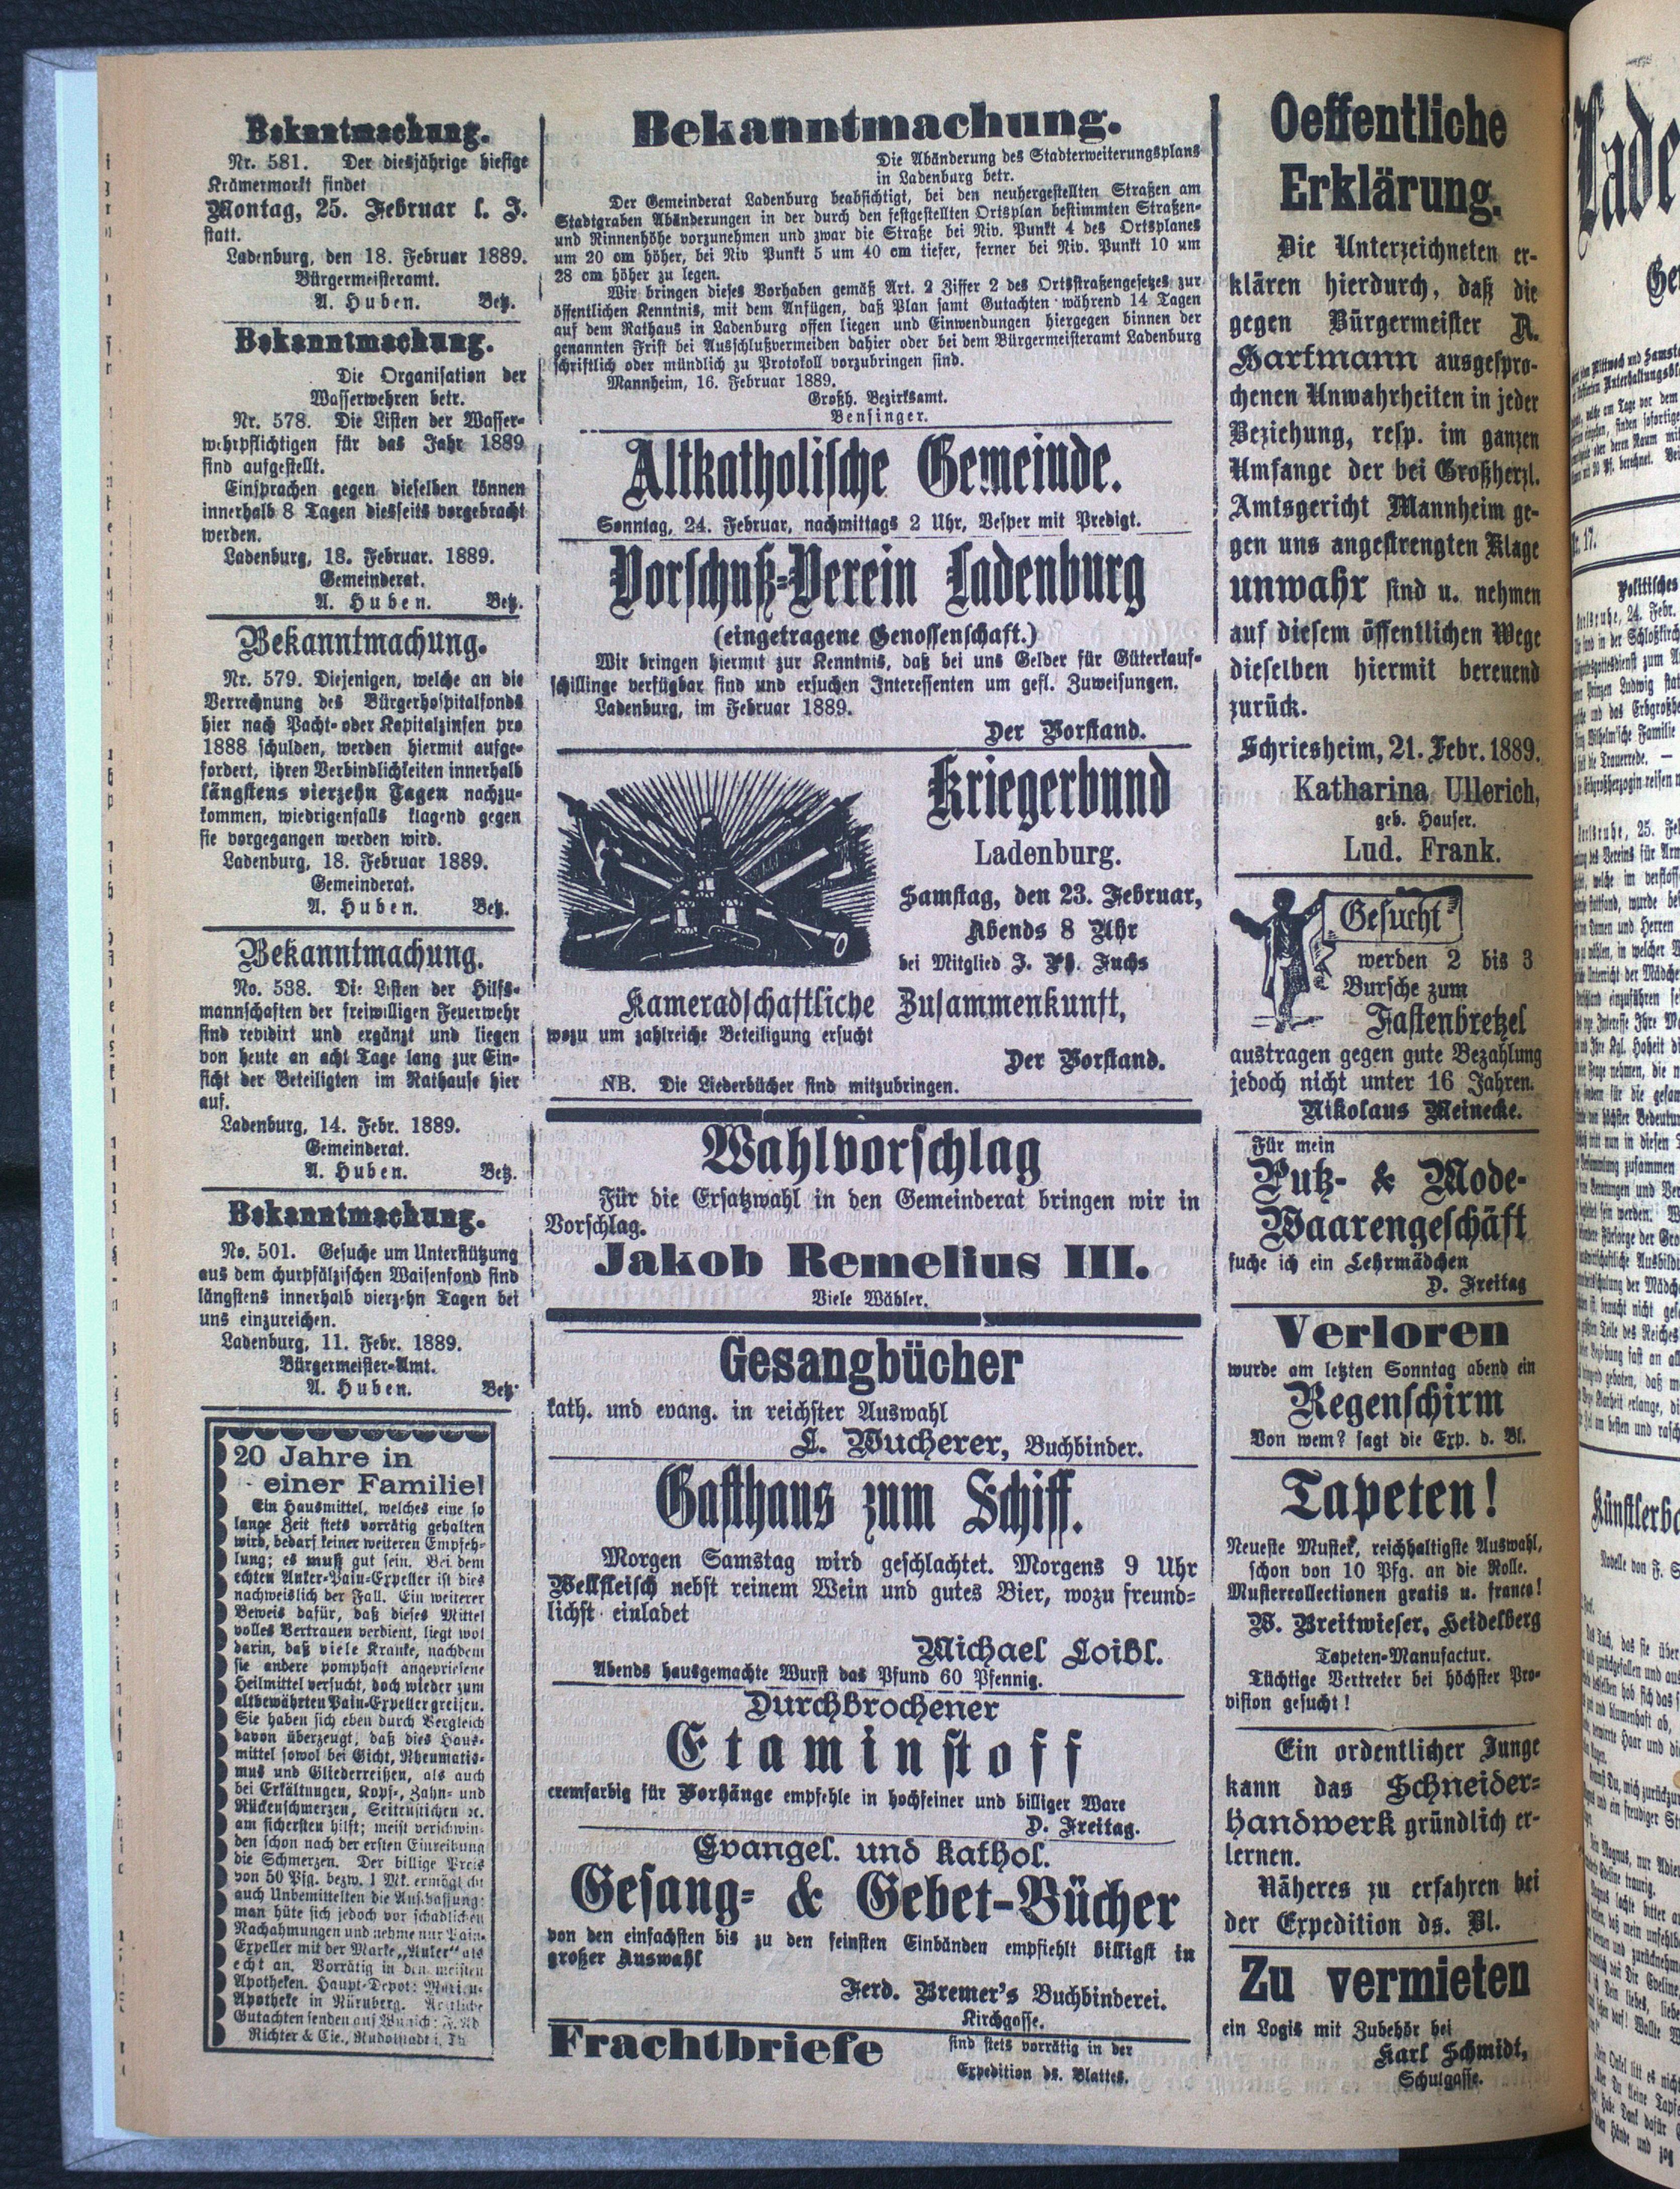 Bekanntmachung.
Nr. 581. Der diesjährige hiesige
Krämermarkt findet
Montag, 25. Februar l. J.
statt.
Ladenburg, den 18. Februar 1889.
Bürgermeisteramt.
A. Huben. Betz.
Bekanntmachung.
Die Organisation der
Wasserwehren betr.
Nr. 578. Die Listen der Wasser-
wehrpflichtigen für das Jahr 1889
sind aufgestellt.
Einsprachen gegen dieselben können
innerhalb 8 Tagen diesseits vorgebracht
werden.
Ladenburg, 18. Februar. 1889.
Gemeinderat.
A. Huben. Betz.
Bekanntmachung.
Nr. 579. Diejenigen, welche an die
Verrechnung des Bürgerhospitalfonds
hier nach Pacht- oder Kapitalzinsen pro
1888 schulden, werden hiermit aufge-
fordert, ihren Verbindlichkeiten innerhalb
längstens vierzehn Tagen nachzu-
kommen, wiedrigenfalls klagend gegen
sie vorgegangen werden wird.
Ladenburg, 18. Februar 1889.
Gemeinderat.
A. Huben. Betz.
Bekanntmachung.
No. 538. Die Listen der Hilfs-
mannschaften der freiwilligen Feuerwehr
sind revidirt und ergänzt und liegen
von heute an acht Tage lang zur Ein-
sicht der Beteiligten im Rathause hier
auf.
Ladenburg, 14. Febr. 1889.
Gemeinderat.
A. Huben. Betz.
Bekanntmachung.
No. 501. Gesuche um Unterstützung
aus dem churpfälzischen Waisenfond sind
längstens innerhalb vierzehn Tagen bei
uns einzureichen.
Ladenburg, 11. Febr. 1889.
Bürgermeister-Amt.
A. Huben. Betz
20 Jahre in
einer Familie!
Ein Hausmittel, welches eine so
lange Zeit stets vorrätig gehalten
wird, bedarf keiner weiteren Empfeh-
lung; es muß gut sein. Bei dem
echten Anker-Pain-Expeller ist dies
nachweislich der Fall. Ein weiterer
Beweis dafür, daß dieses Mittel
volles Vertrauen verdient, liegt wol
darin, daß viele Kranke, nachdem
sie andere pomphaft angepriesene
Heilmittel versucht, doch wieder zum
altbewährten Pain-Expeller greifen.
Sie haben sich eben durch Vergleich
davon überzeugt, daß dies Haus-
mittel sowol bei Gicht, Rheumatis-
mus und Gliederreißen, als auch
bei Erkältungen, Kopf-, Zahn- und
Rückenschmerzen, Seitenstichen ec.
am sichersten hilft; meist verschwin-
den schon nach der ersten Einreibung
die Schmerzen. Der billige Preis
von 50 Pfg. bezw. 1 Mk. ermöglicht
auch Unbemittelten die Anschaffung;
man hüte sich jedoch vor schädlichen
Nachahmungen und nehme nur Pain-
Expeller mit der Marke „Anker" als
echt an. Vorrätig in den meisten
Apotheken. Haupt-Depot: Marien-
Apotheke in Nürnberg. Aerztliche
Gutachten senden auf Wunsch: F. Ad
Richter & Cie., Rudolstadt i. Th
Bekanntmachung.
Die Abänderung des Stadterweiterungsplans
in Ladenburg betr.
Der Gemeinderat Ladenburg beabsichtigt, bei den neuhergestellten Straßen am
Stadtgraben Abänderungen in der durch den festgestellten Ortsplan bestimmten Straßen-
und Rinnenhöhe vorzunehmen und zwar die Straße bei Niv. Punkt 4 des Ortsplanes
um 20 cm höher, bei Niv Punkt 5 um 40 cm tiefer, ferner bei Niv. Punkt 10 um
28 cm höher zu legen.
Wir bringen dieses Vorhaben gemäß Art. 2 Ziffer 2 des Ortsstraßengesetzes zur
öffentlichen Kenntnis, mit dem Anfügen, daß Plan samt Gutachten während 14 Tagen
auf dem Rathaus in Ladenburg offen liegen und Einwendungen hiergegen binnen der
genannten Frist bei Ausschlußvermeiden dahier oder bei dem Bürgermeisteramt Ladenburg
schriftlich oder mündlich zu Protokoll vorzubringen sind.
Mannheim, 16. Februar 1889.
Großh. Bezirksamt.
Bensinger.
Altkatholische Gemeinde.
Sonntag, 24. Februar, nachmittags 2 Uhr, Vesper mit Predigt.
Vorschuß-Verein Ladenburg
(eingetragene Genossenschaft.)
Wir bringen hiermit zur Kenntnis, daß bei uns Gelder für Güterkauf-
schillinge verfügbar sind und ersuchen Interessenten um gefl. Zuweisungen.
Ladenburg, im Februar 1889.
Der Vorstand.
Kriegerbund
Ladenburg.
Samstag, den 23. Februar,
Abends 8 Uhr
bei Mitglied J. Ph. Fuchs
Kameradschaftliche Zusammenkunft,
wozu um zahlreiche Beteiligung ersucht
Der Vorstand.
NB. Die Liederbücher sind mitzubringen.
Wahlvorschlag
Für die Ersatzwahl in den Gemeinderat bringen wir in
Vorschlag.
Jakob Remelius III.
Viele Wähler.
Gesangbücher
kath. und evang. in reichster Auswahl
L. Wucherer, Buchbinder.
Gasthaus zum Schiff.
Morgen Samstag wird geschlachtet. Morgens 9 Uhr
Wellfleisch nebst reinem Wein und gutes Bier, wozu freund-
lichst einladet
Michael Loibl.
Abends hausgemachte Wurst das Pfund 60 Pfennig.
Durchbrochener
Etaminstoff
cremfarbig für Vorhänge empfehle in hochfeiner und billiger Ware
D. Freitag.
Evangel. und kathol.
Gesang- & Gebet-Bücher
von den einfachsten bis zu den feinsten Einbänden empfiehlt billigst in
großer Auswahl
Ferd. Bremer's Buchbinderei.
Kirchgasse.
Frachtbriefe sind stets vorrätig in der
Expedition ds. Blattes.
Oeffentliche
Erklärung.
Die Unterzeichneten er-
klären hierdurch, daß die
gegen Bürgermeister A.
Hartmann ausgespro-
chenen Unwahrheiten in jeder
Beziehung, resp. im ganzen
Umfange der bei Großherzl.
Amtsgericht Mannheim ge-
gen uns angestrengten Klage
unwahr sind u. nehmen
auf diesem öffentlichen Wege
dieselben hiermit bereuend
zurück.
Schriesheim, 21. Febr. 1889.
Katharina Ullerich,
geb. Hauser.
Lud. Frank.
Gesucht
werden 2 bis 3
Bursche zum
Fastenbretzel
austragen gegen gute Bezahlung
jedoch nicht unter 16 Jahren.
Nikolaus Meinecke.
Für mein
Putz- & Mode-
Waarengeschäft
suche ich ein Lehrmädchen
D. Freitag
Verloren
wurde am letzten Sonntag abend ein
Regenschirm
Von wem? sagt die Exp. d. Bl.
Tapeten!
Neueste Muster, reichhaltigste Auswahl,
schon von 10 Pfg. an die Rolle.
Mustercollectionen gratis u. franco!
W. Breitwieser, Heidelberg
Tapeten-Manufactur.
Tüchtige Vertreter bei höchster Pro-
vision gesucht!
Ein ordentlicher Junge
kann das Schneider-
handwerk gründlich er-
lernen.
Näheres zu erfahren bei
der Expedition ds. Bl.
Zu vermieten
ein Logis mit Zubehör bei
Karl Schmidt,
Schulgasse.
Lade
Nr. 17.
Politisches